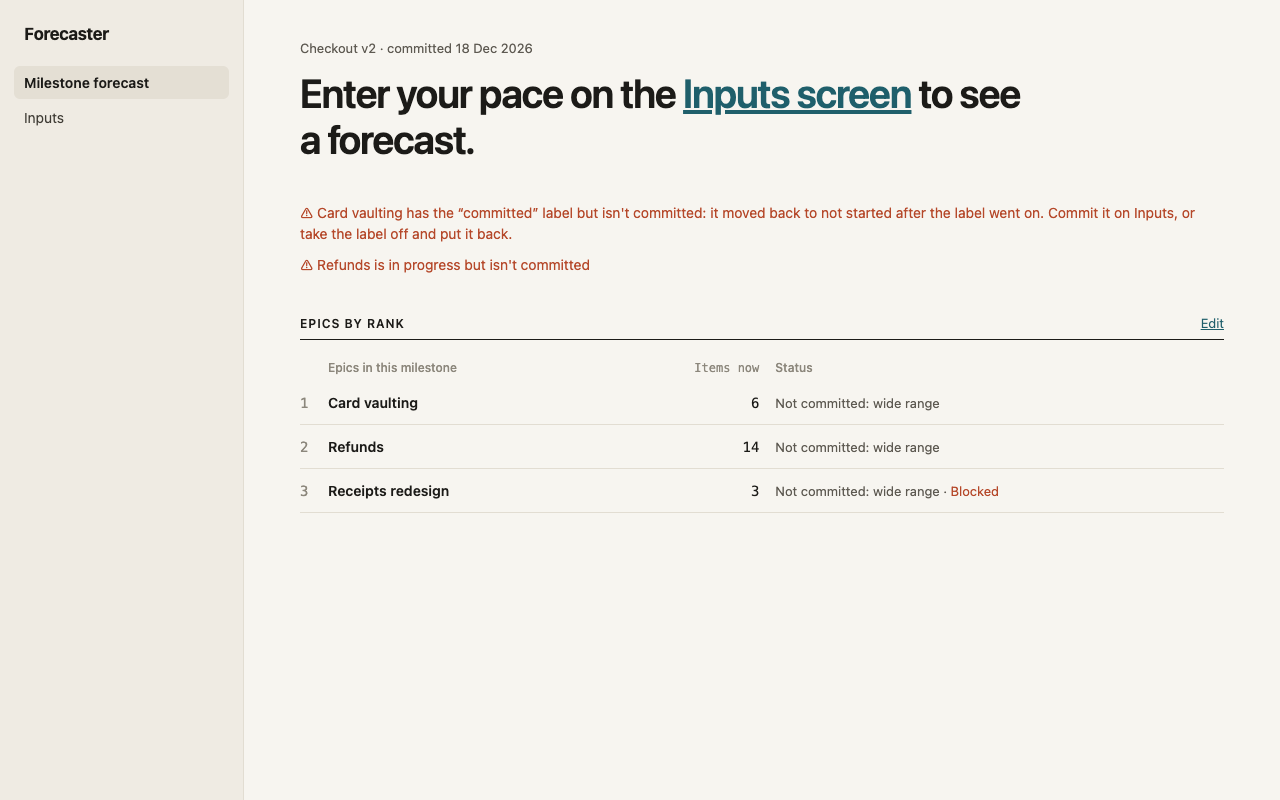 Forecaster
Milestone forecast
Inputs
Checkout v2 · committed 18 Dec 2026
Enter your pace on the Inputs screen to see
a forecast.
⚠ Card vaulting has the “committed” label but isn't committed: it moved back to not started after the label went on. Commit it on Inputs, or
take the label off and put it back.
⚠ Refunds is in progress but isn't committed
EPICS BY RANK Edit
Epics in this milestone Items now Status
1 Card vaulting 6 Not committed: wide range
2 Refunds 14 Not committed: wide range
3 Receipts redesign 3 Not committed: wide range · Blocked